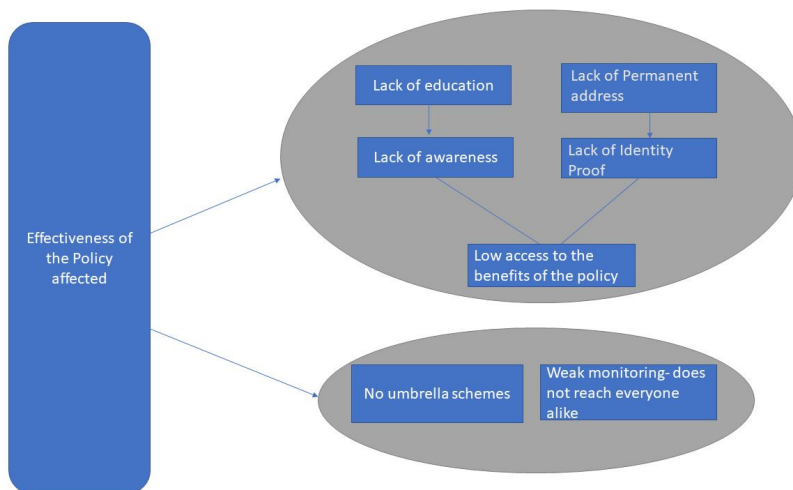 Effectiveness of
the Policy
affected
Lack of education
Lack of Permanent
address
Lack of awareness
Lack of Identity
Proof
Low access to the
benefits of the policy
No umbrella schemes
Weak monitoring- does
not reach everyone
alike